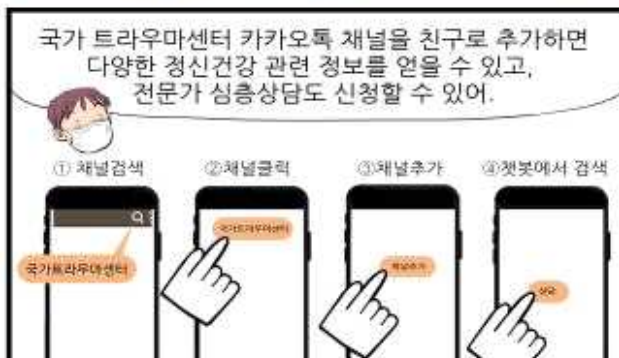 국가 트라우마센터 카카오톡 채널을 친구로 추가하면
다양한 정신건강 관련 정보를 얻을 수 있고,
전문가 심층상담도 신청할 수 있어.
① 채널검색
②채널클릭
③채널추가
④챗봇에서 검색
국가트라우마센터
국가트라우마센터
채널추가
상담